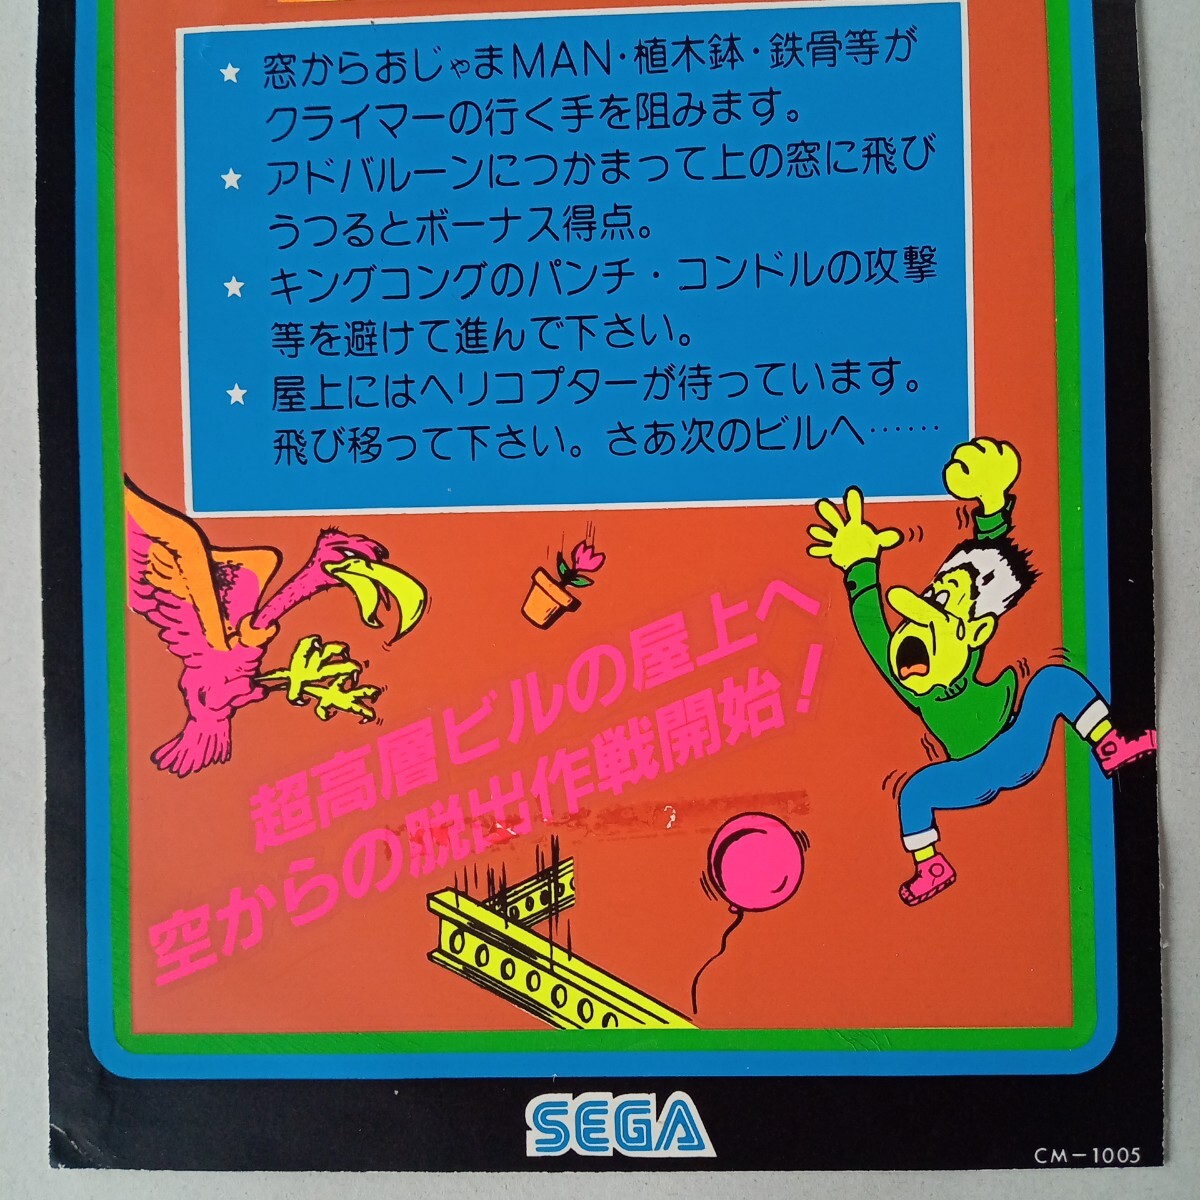 ★ 窓からおじゃまMAN・植木鉢・鉄骨等が
クライマーの行く手を阻みます。
★ アドバルーンにつかまって上の窓に飛び
うつるとボーナス得点。
★ キングコングのパンチ・コンドルの攻撃
等を避けて進んで下さい。
★ 屋上にはヘリコプターが待っています。
飛び移って下さい。さあ次のビルへ……
超高層ビルの屋上へ
空からの脱出作戦開始!
SEGA
CM-1005